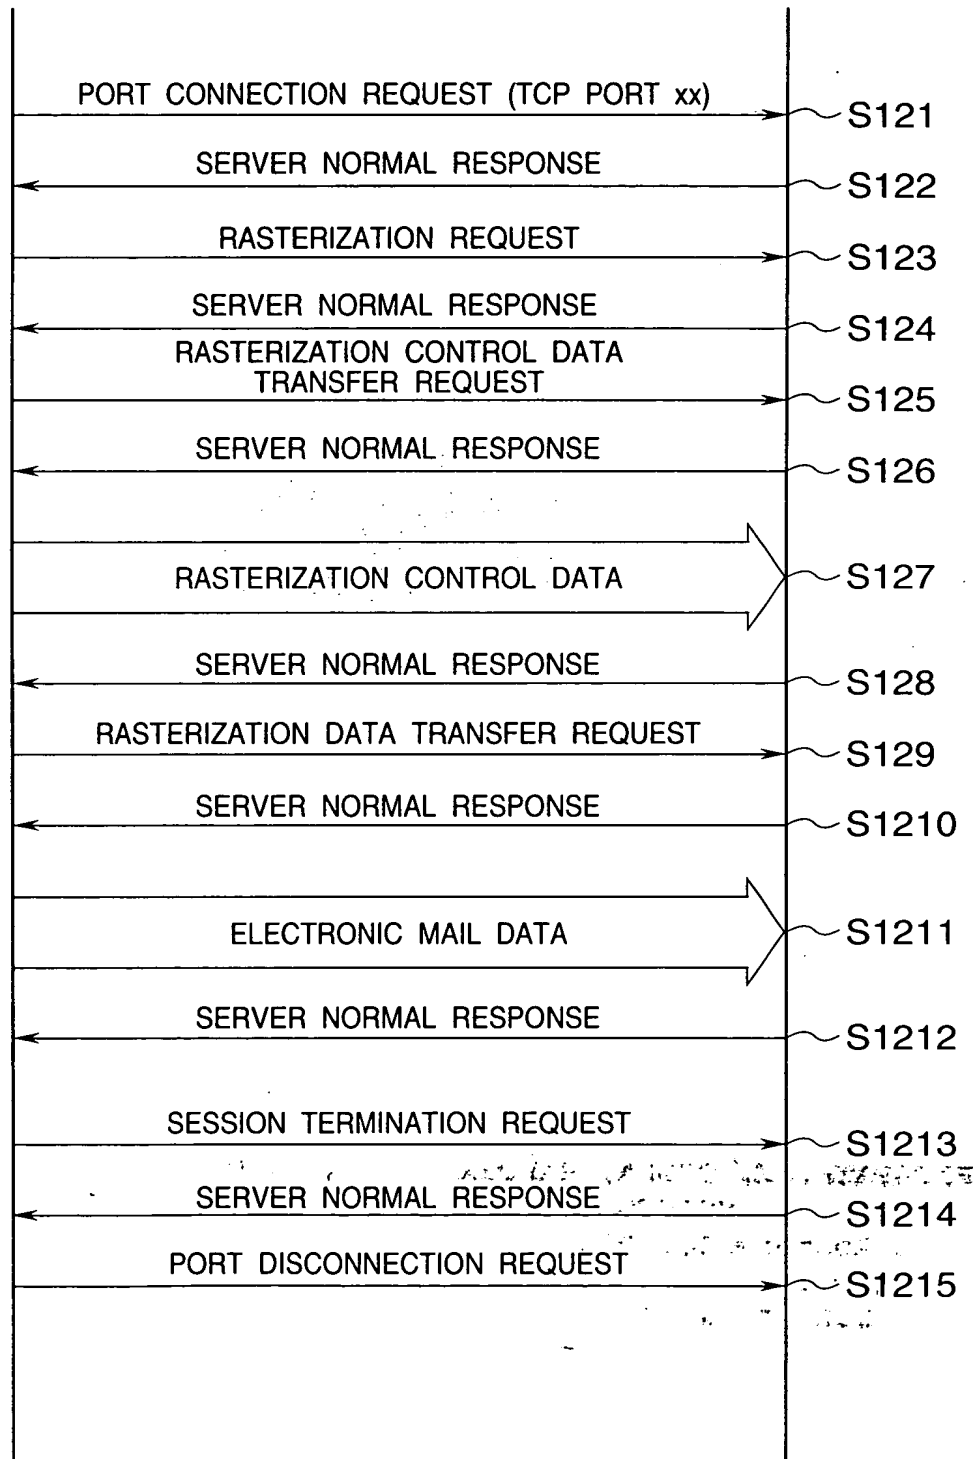 PORT CONNECTION REQUEST (TCP PORT xx)
S121
SERVER NORMAL RESPONSE
S122
RASTERIZATION REQUEST
S123
SERVER NORMAL RESPONSE
S124
RASTERIZATION CONTROL DATA
TRANSFER REQUEST
S125
SERVER NORMAL RESPONSE
S126
RASTERIZATION CONTROL DATA
S127
SERVER NORMAL RESPONSE
S128
RASTERIZATION DATA TRANSFER REQUEST
S129
SERVER NORMAL RESPONSE
S1210
ELECTRONIC MAIL DATA
S1211
SERVER NORMAL RESPONSE
S1212
SESSION TERMINATION REQUEST
S1213
SERVER NORMAL RESPONSE
S1214
PORT DISCONNECTION REQUEST
S1215